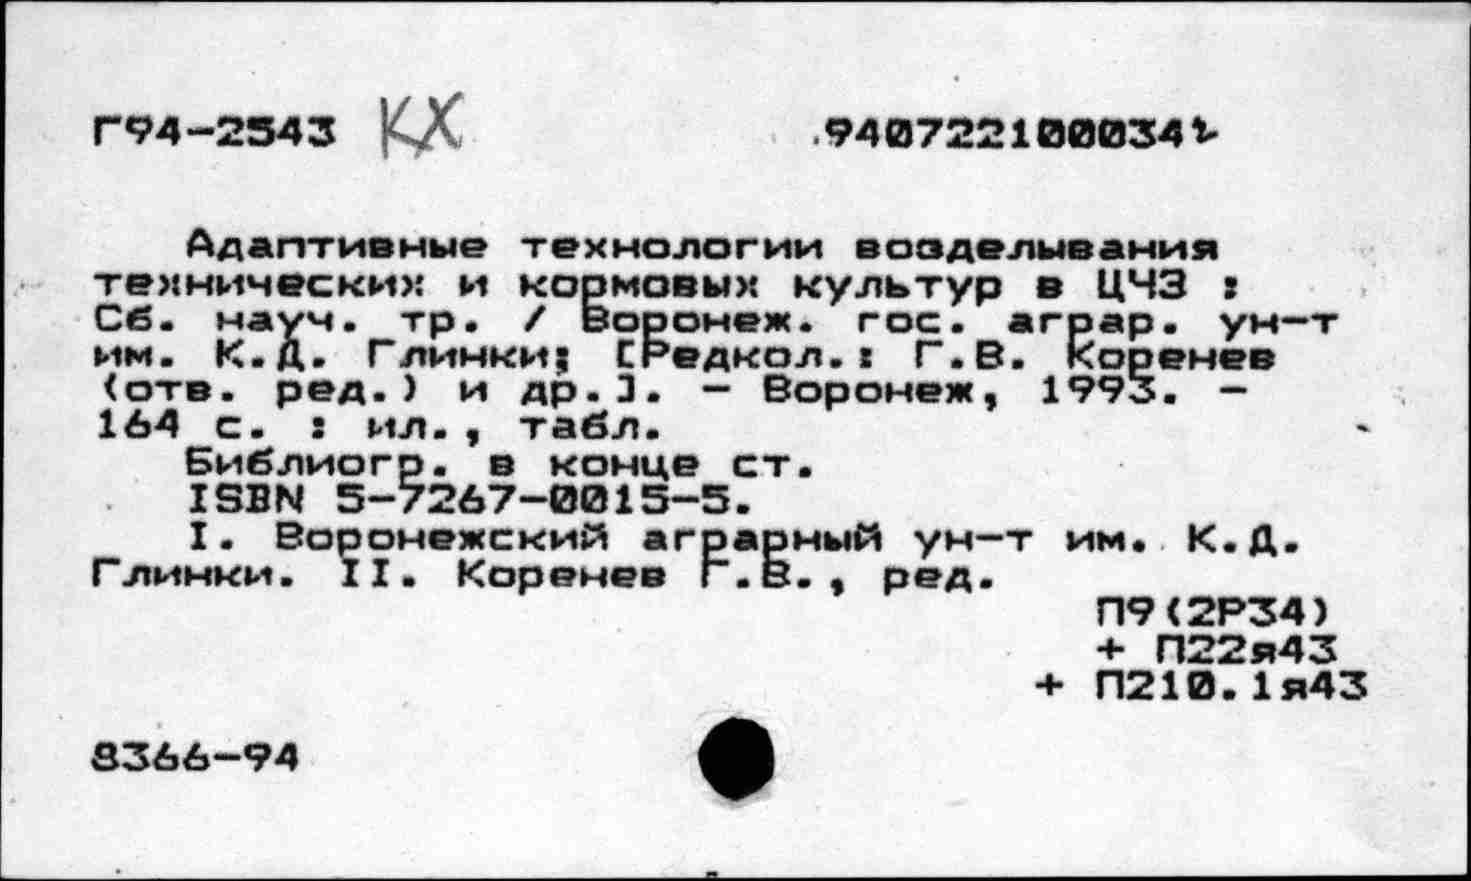 Г94-2543 КХ 940722100034
Адаптивные технологии возделывания
технических и кормовых культур в ЦЧЗ :
Сб. науч. тр. / Воронеж. гос. аграр. ун-т
им. К.Д. Глинки; [Редкол.: Г.В. Коренев
(отв. ред.) и др.]. - Воронеж, 1993. -
164 с. : ил., табл.
Библиогр. в конце ст.
ISBN 5-7267-0015-5.
I. Воронежский аграрный ун-т им. К.Д.
Глинки. II. Коренев Г.В., ред.
П9(2Р34)
+ П22я43
+ П210.1я43
8366-94